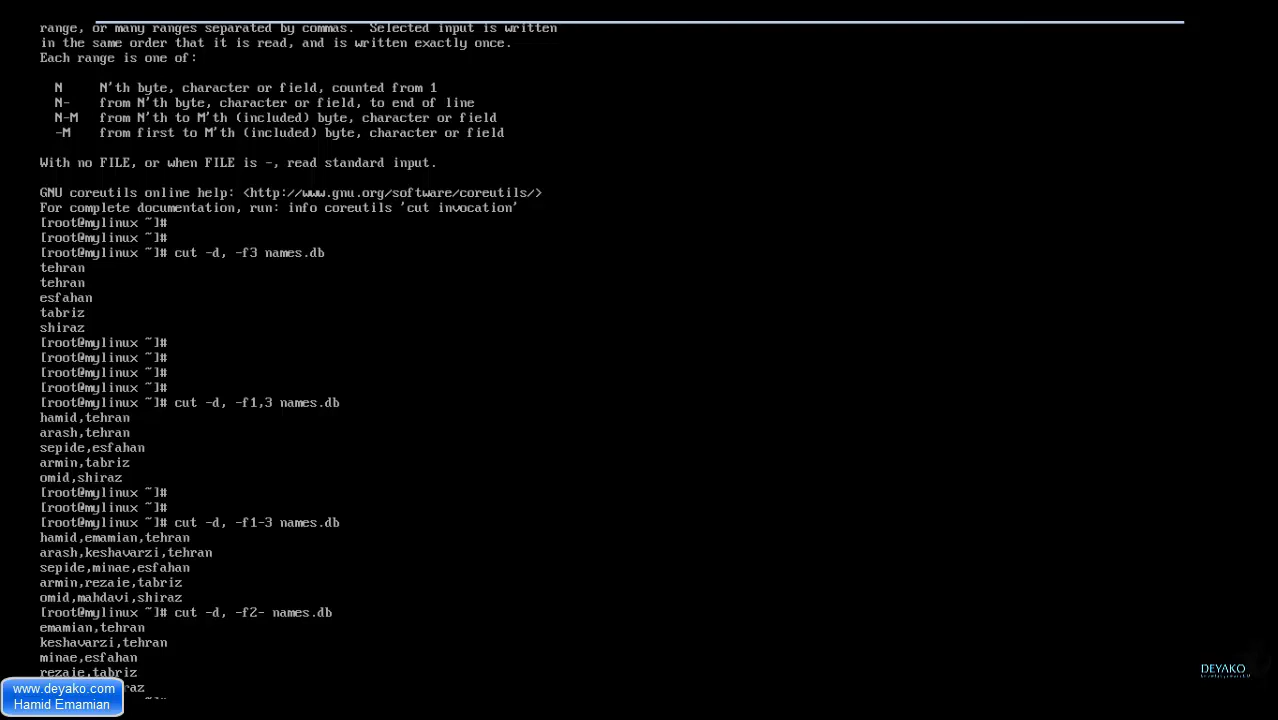 range, or many ranges separated by commas.  Selected input is written
in the same order that it is read, and is written exactly once.
Each range is one of:
N     N'th byte, character or field, counted from 1
N-    from N'th byte, character or field, to end of line
N-M   from N'th to M'th (included) byte, character or field
-M    from first to M'th (included) byte, character or field
With no FILE, or when FILE is -, read standard input.
GNU coreutils online help: <http://www.gnu.org/software/coreutils/>
For complete documentation, run: info coreutils 'cut invocation'
[root@mylinux ~]#
[root@mylinux ~]#
[root@mylinux ~]# cut -d, -f3 names.db
tehran
tehran
esfahan
tabriz
shiraz
[root@mylinux ~]#
[root@mylinux ~]#
[root@mylinux ~]#
[root@mylinux ~]#
[root@mylinux ~]# cut -d, -f1,3 names.db
hamid,tehran
arash,tehran
sepide,esfahan
armin,tabriz
omid,shiraz
[root@mylinux ~]#
[root@mylinux ~]#
[root@mylinux ~]# cut -d, -f1-3 names.db
hamid,emamian,tehran
arash,keshavarzi,tehran
sepide,minae,esfahan
armin,rezaie,tabriz
omid,mahdavi,shiraz
[root@mylinux ~]# cut -d, -f2- names.db
emamian,tehran
keshavarzi,tehran
minae,esfahan
rezaie,tabriz
raz
~]#
www.deyako.com
Hamid Emamian
DEYAKO